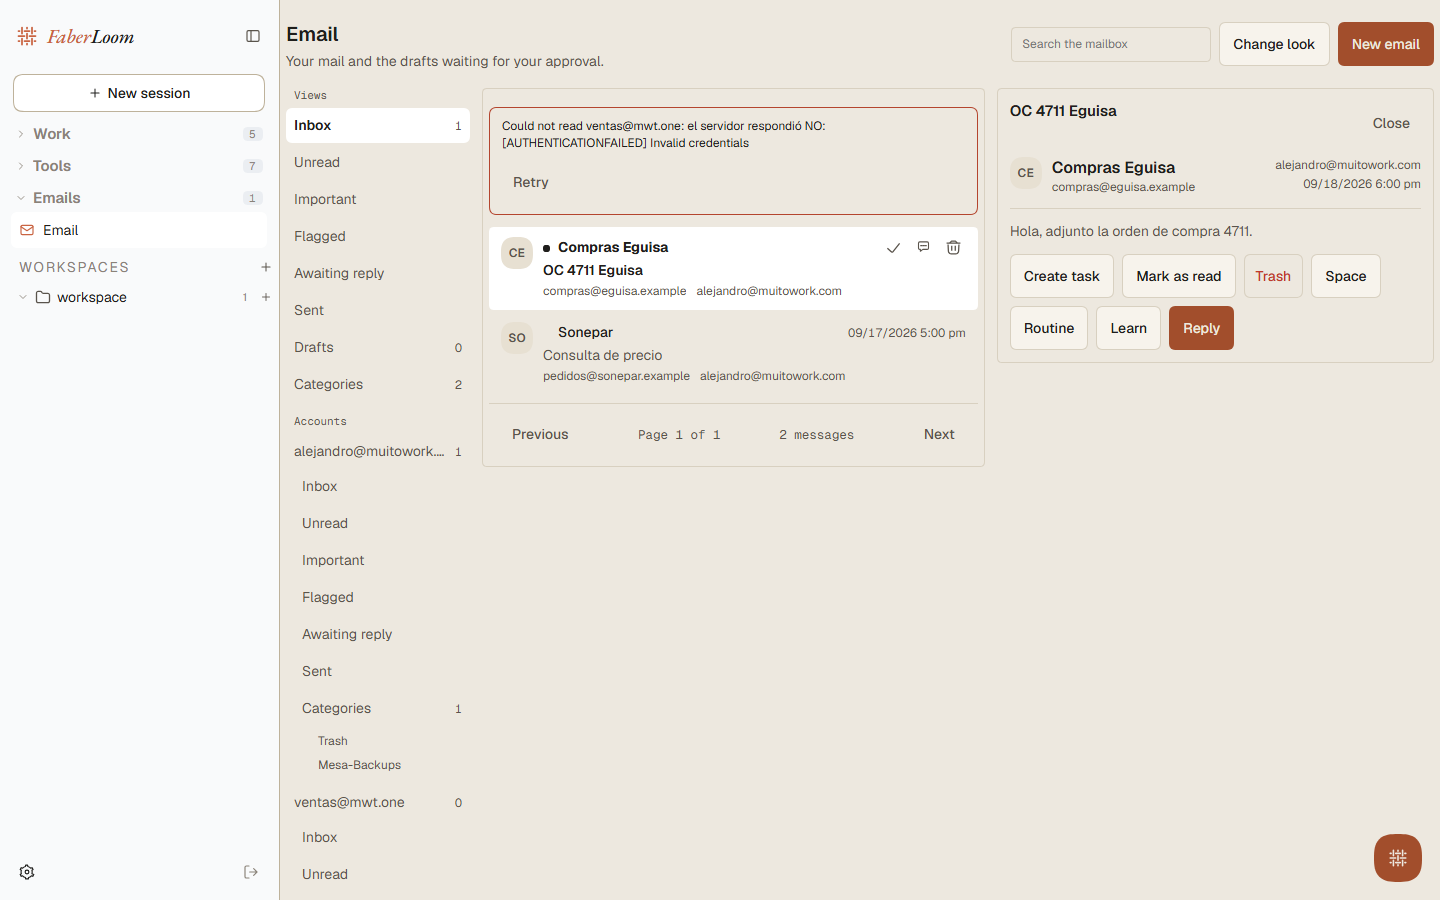 FaberLoom
New session
Work 5
Tools 7
Emails 1
Email
WORKSPACES
workspace 1
Email
Your mail and the drafts waiting for your approval.
Search the mailbox
Change look
New email
Views
Inbox 1
Unread
Important
Flagged
Awaiting reply
Sent
Drafts 0
Categories 2
Accounts
alejandro@muitowork.... 1
Inbox
Unread
Important
Flagged
Awaiting reply
Sent
Categories 1
Trash
Mesa-Backups
ventas@mwt.one 0
Inbox
Unread
Could not read ventas@mwt.one: el servidor respondió NO:
[AUTHENTICATIONFAILED] Invalid credentials
Retry
CE
Compras Eguisa
OC 4711 Eguisa
compras@eguisa.example alejandro@muitowork.com
SO
Sonepar 09/17/2026 5:00 pm
Consulta de precio
pedidos@sonepar.example alejandro@muitowork.com
Previous Page 1 of 1 2 messages Next
OC 4711 Eguisa
Close
CE
Compras Eguisa
compras@eguisa.example
alejandro@muitowork.com
09/18/2026 6:00 pm
Hola, adjunto la orden de compra 4711.
Create task Mark as read Trash Space
Routine Learn Reply